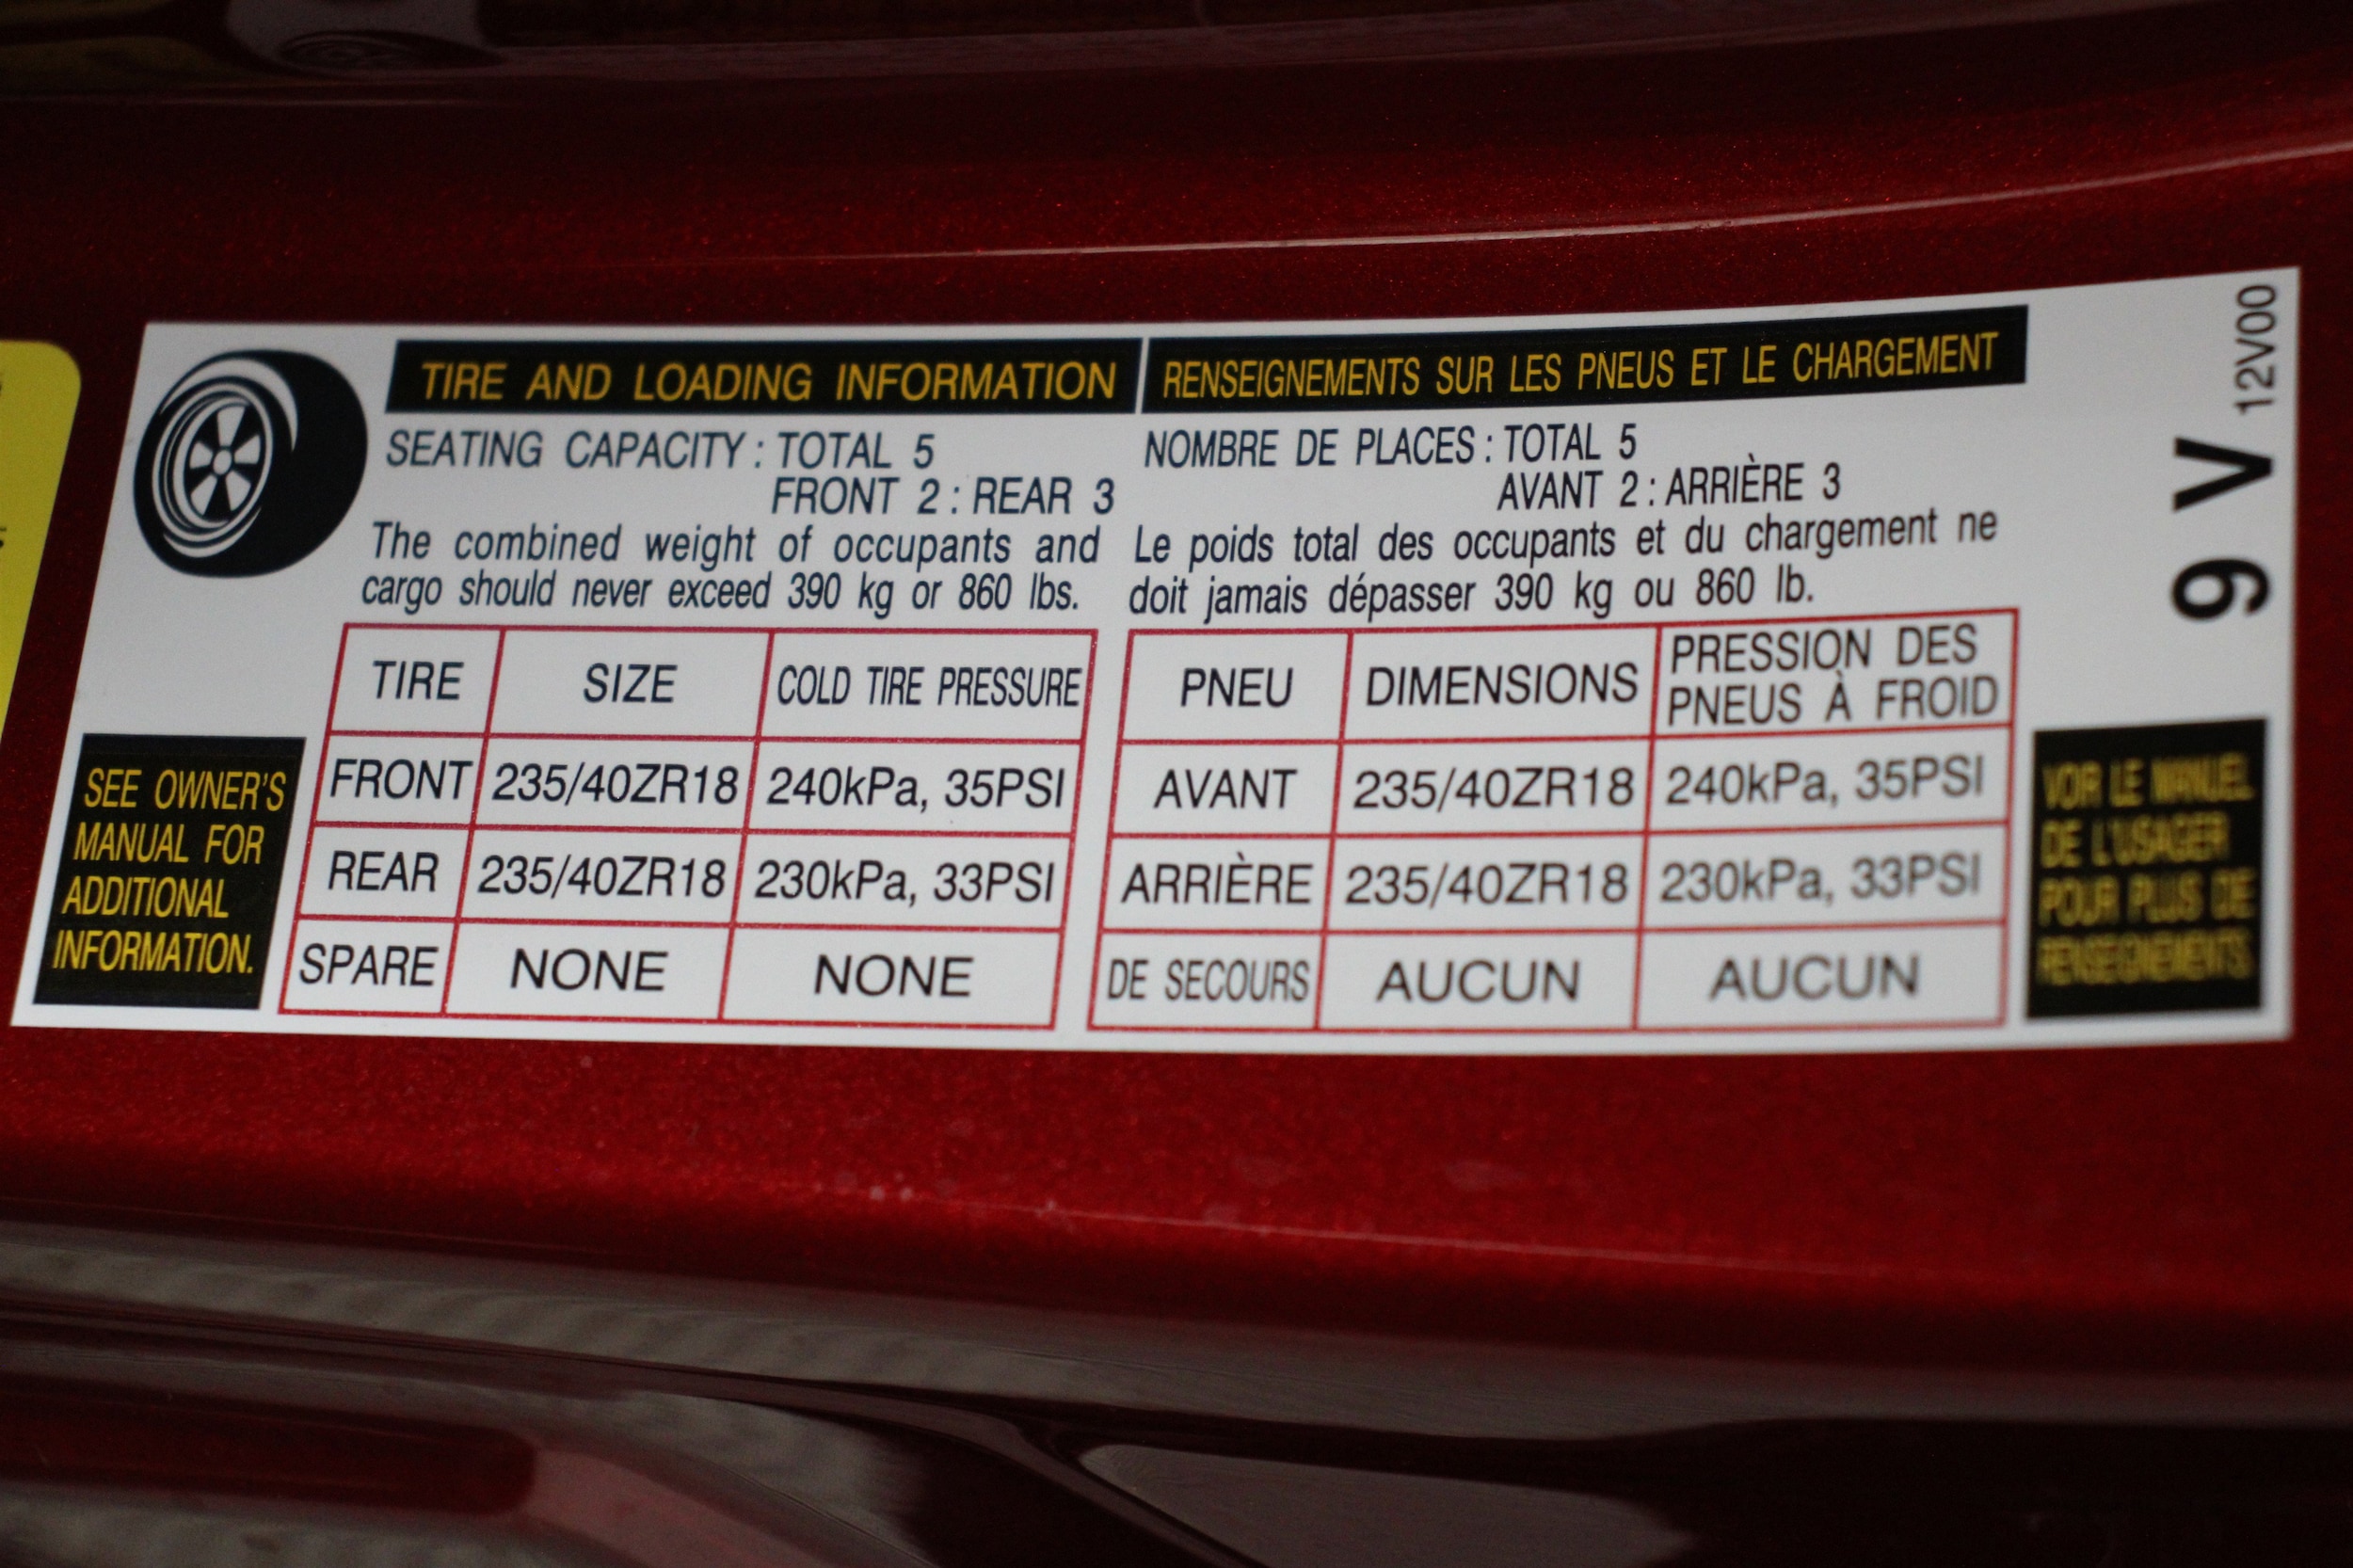 TIRE AND LOADING INFORMATION
SEATING CAPACITY : TOTAL 5
FRONT 2 : REAR 3
The combined weight of occupants and
cargo should never exceed 390 kg or 860 lbs.
TIRE SIZE COLD TIRE PRESSURE
FRONT 235/40ZR18 240kPa, 35PSI
REAR 235/40ZR18 230kPa, 33PSI
SPARE NONE NONE
SEE OWNER'S
MANUAL FOR
ADDITIONAL
INFORMATION.
RENSEIGNEMENTS SUR LES PNEUS ET LE CHARGEMENT
NOMBRE DE PLACES : TOTAL 5
AVANT 2 : ARRIÈRE 3
Le poids total des occupants et du chargement ne
doit jamais dépasser 390 kg ou 860 lb.
PNEU DIMENSIONS PRESSION DES
PNEUS À FROID
AVANT 235/40ZR18 240kPa, 35PSI
ARRIÈRE 235/40ZR18 230kPa, 33PSI
DE SECOURS AUCUN AUCUN
VOIR LE MANUEL
DE L'USAGER
POUR PLUS DE
RENSEIGNEMENTS
9 V 12V00